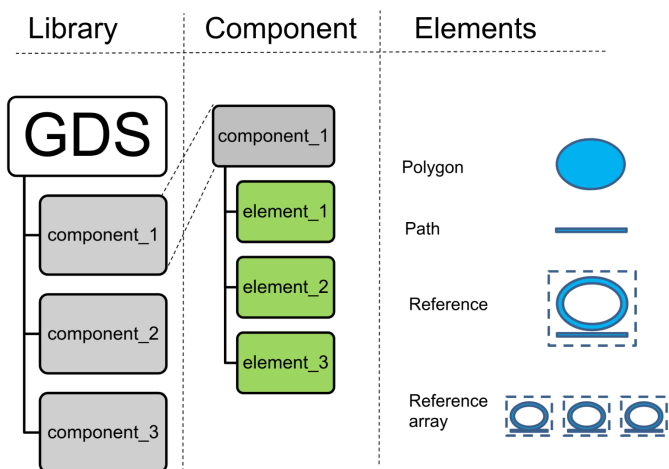 Library
Component
Elements
GDS
component_1
component_2
component_3
component_1
element_1
element_2
element_3
Polygon
Path
Reference
Reference
array